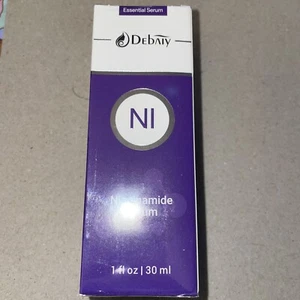 Essential Serum
DEBAIY
NI
1 fl oz | 30 ml